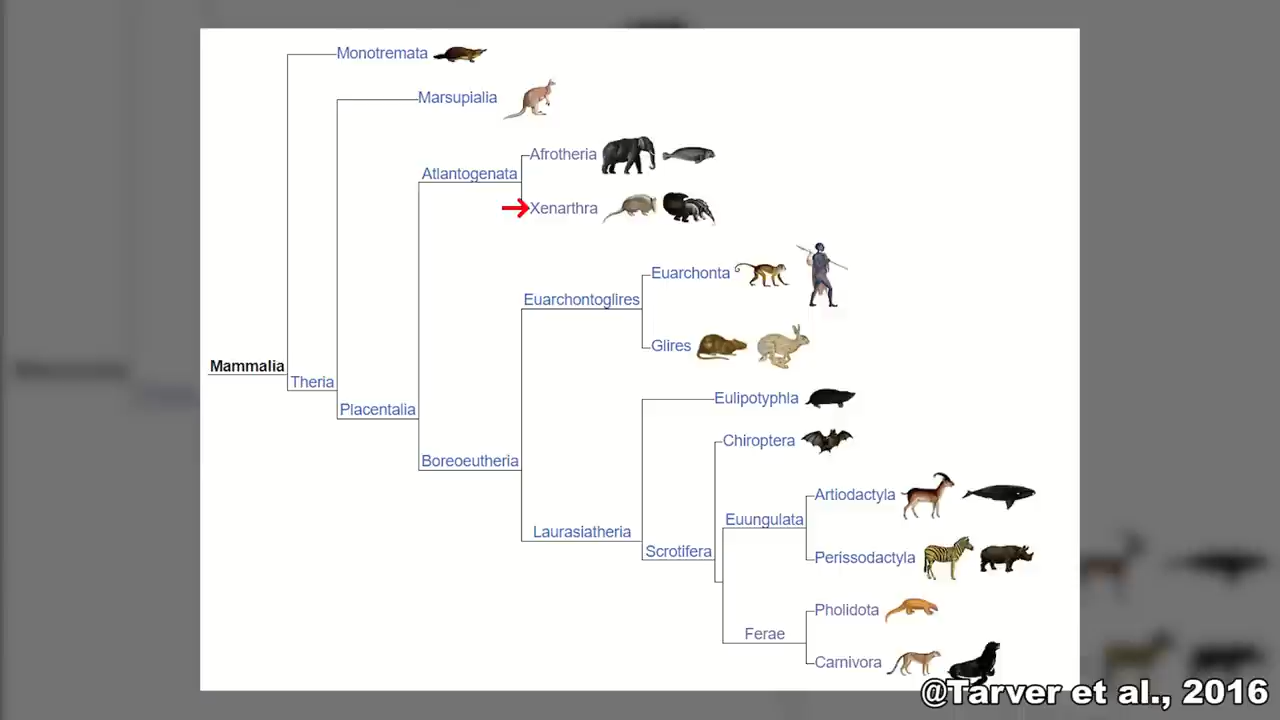 Monotremata
Marsupialia
Afrotheria
Atlantogenata
Xenarthra
Euarchonta
Euarchontoglires
Glires
Mammalia
Theria
Placentalia
Eulipotyphla
Chiroptera
Boreoeutheria
Artiodactyla
Euungulata
Laurasiatheria
Scrotifera
Perissodactyla
Pholidota
Ferae
Carnivora
@Tarver et al., 2016